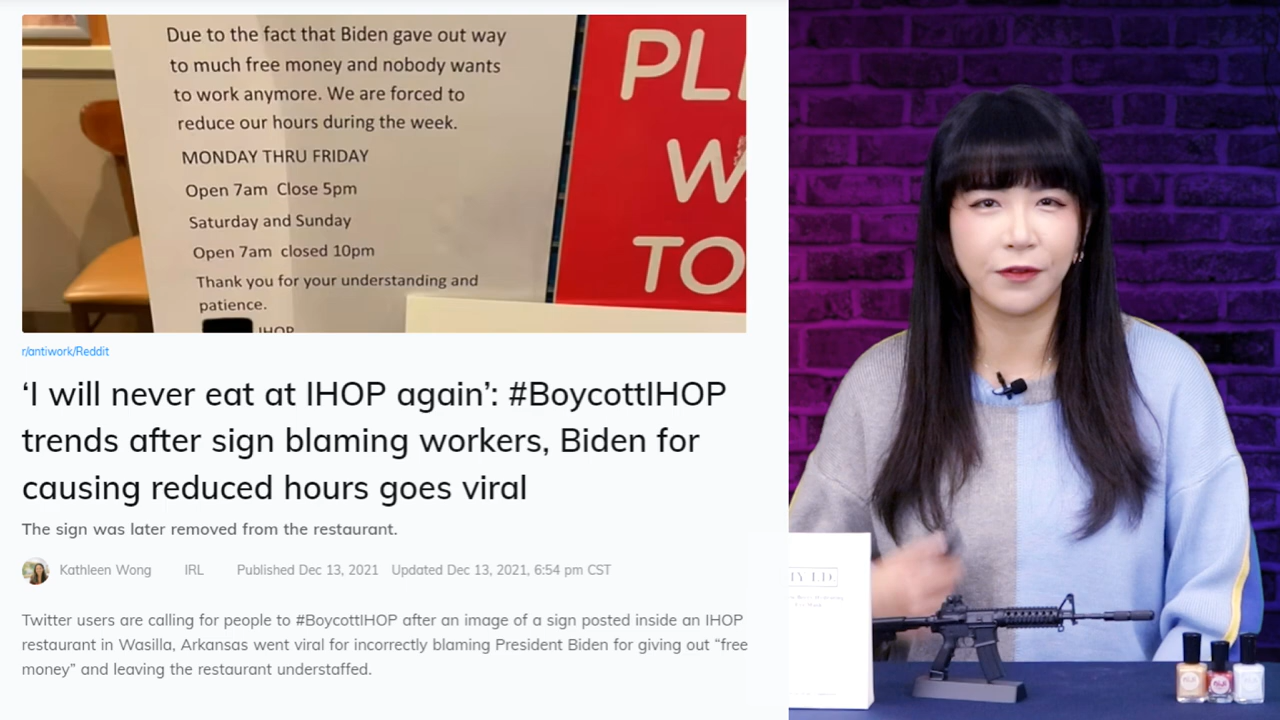 Due to the fact that Biden gave out way
to much free money and nobody wants
to work anymore. We are forced to
reduce our hours during the week.
MONDAY THRU FRIDAY
Open 7am Close 5pm
Saturday and Sunday
Open 7am closed 10pm
Thank you for your understanding and
patience.
IHOP
PL
W
TO
r/antiwork/Reddit
‘I will never eat at IHOP again’: #BoycottIHOP
trends after sign blaming workers, Biden for
causing reduced hours goes viral
The sign was later removed from the restaurant.
Kathleen Wong IRL Published Dec 13, 2021 Updated Dec 13, 2021, 6:54 pm CST
Twitter users are calling for people to #BoycottIHOP after an image of a sign posted inside an IHOP
restaurant in Wasilla, Arkansas went viral for incorrectly blaming President Biden for giving out “free
money” and leaving the restaurant understaffed.